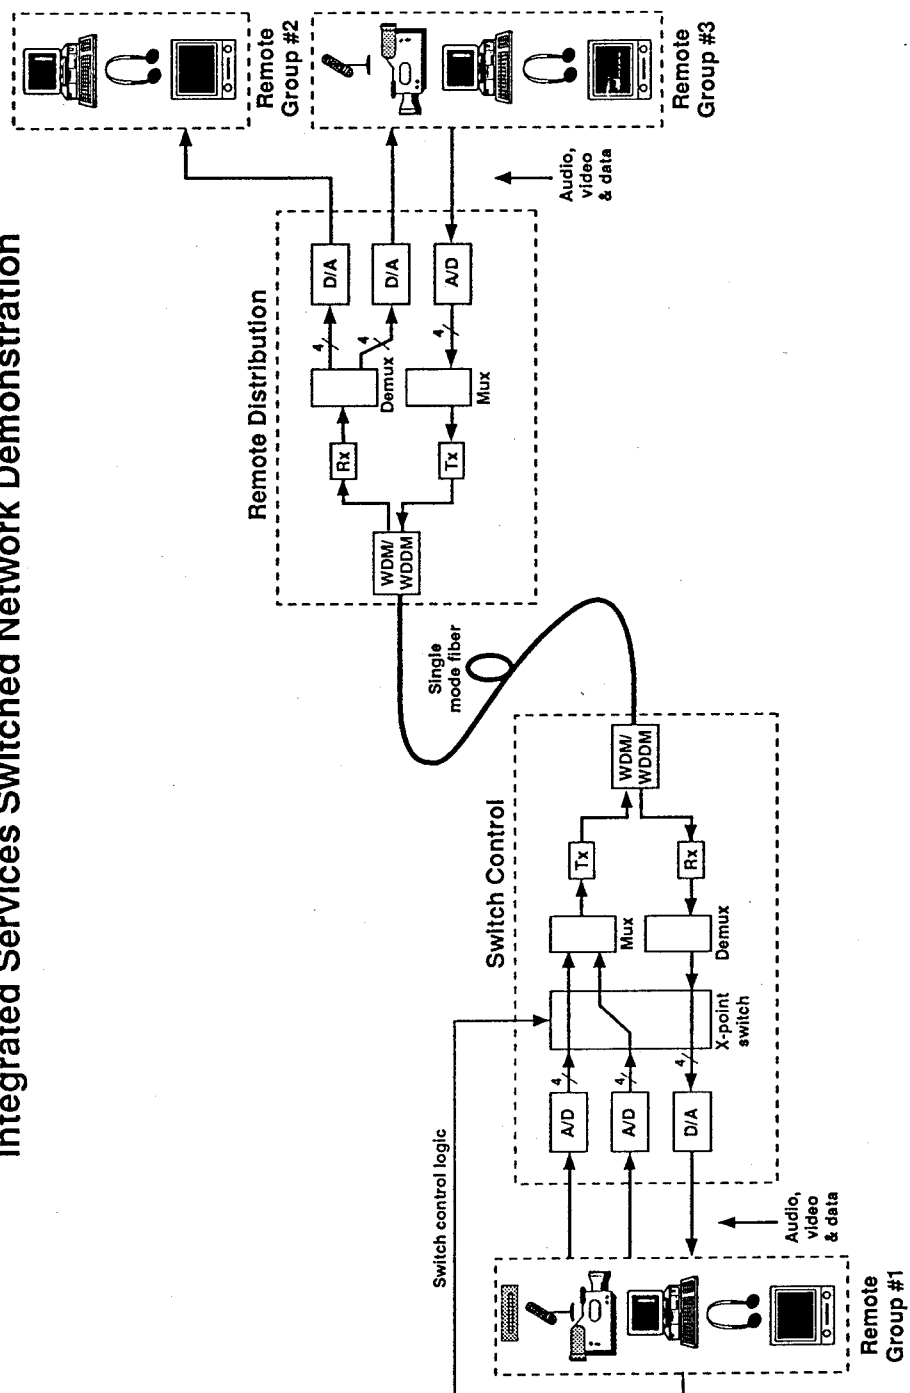 Integrated Services Switched Network Demonstration
Remote
Group #2
Remote
Group #3
Audio,
video
& data
Remote Distribution
D/A
D/A
A/D
4
4
4
Demux
Mux
Rx
Tx
WDM/
WDDM
Single
mode fiber
Switch Control
WDM/
WDDM
Tx
Rx
Mux
Demux
X-point
switch
4
4
4
A/D
A/D
D/A
Switch control logic
Audio,
video
& data
Remote
Group #1